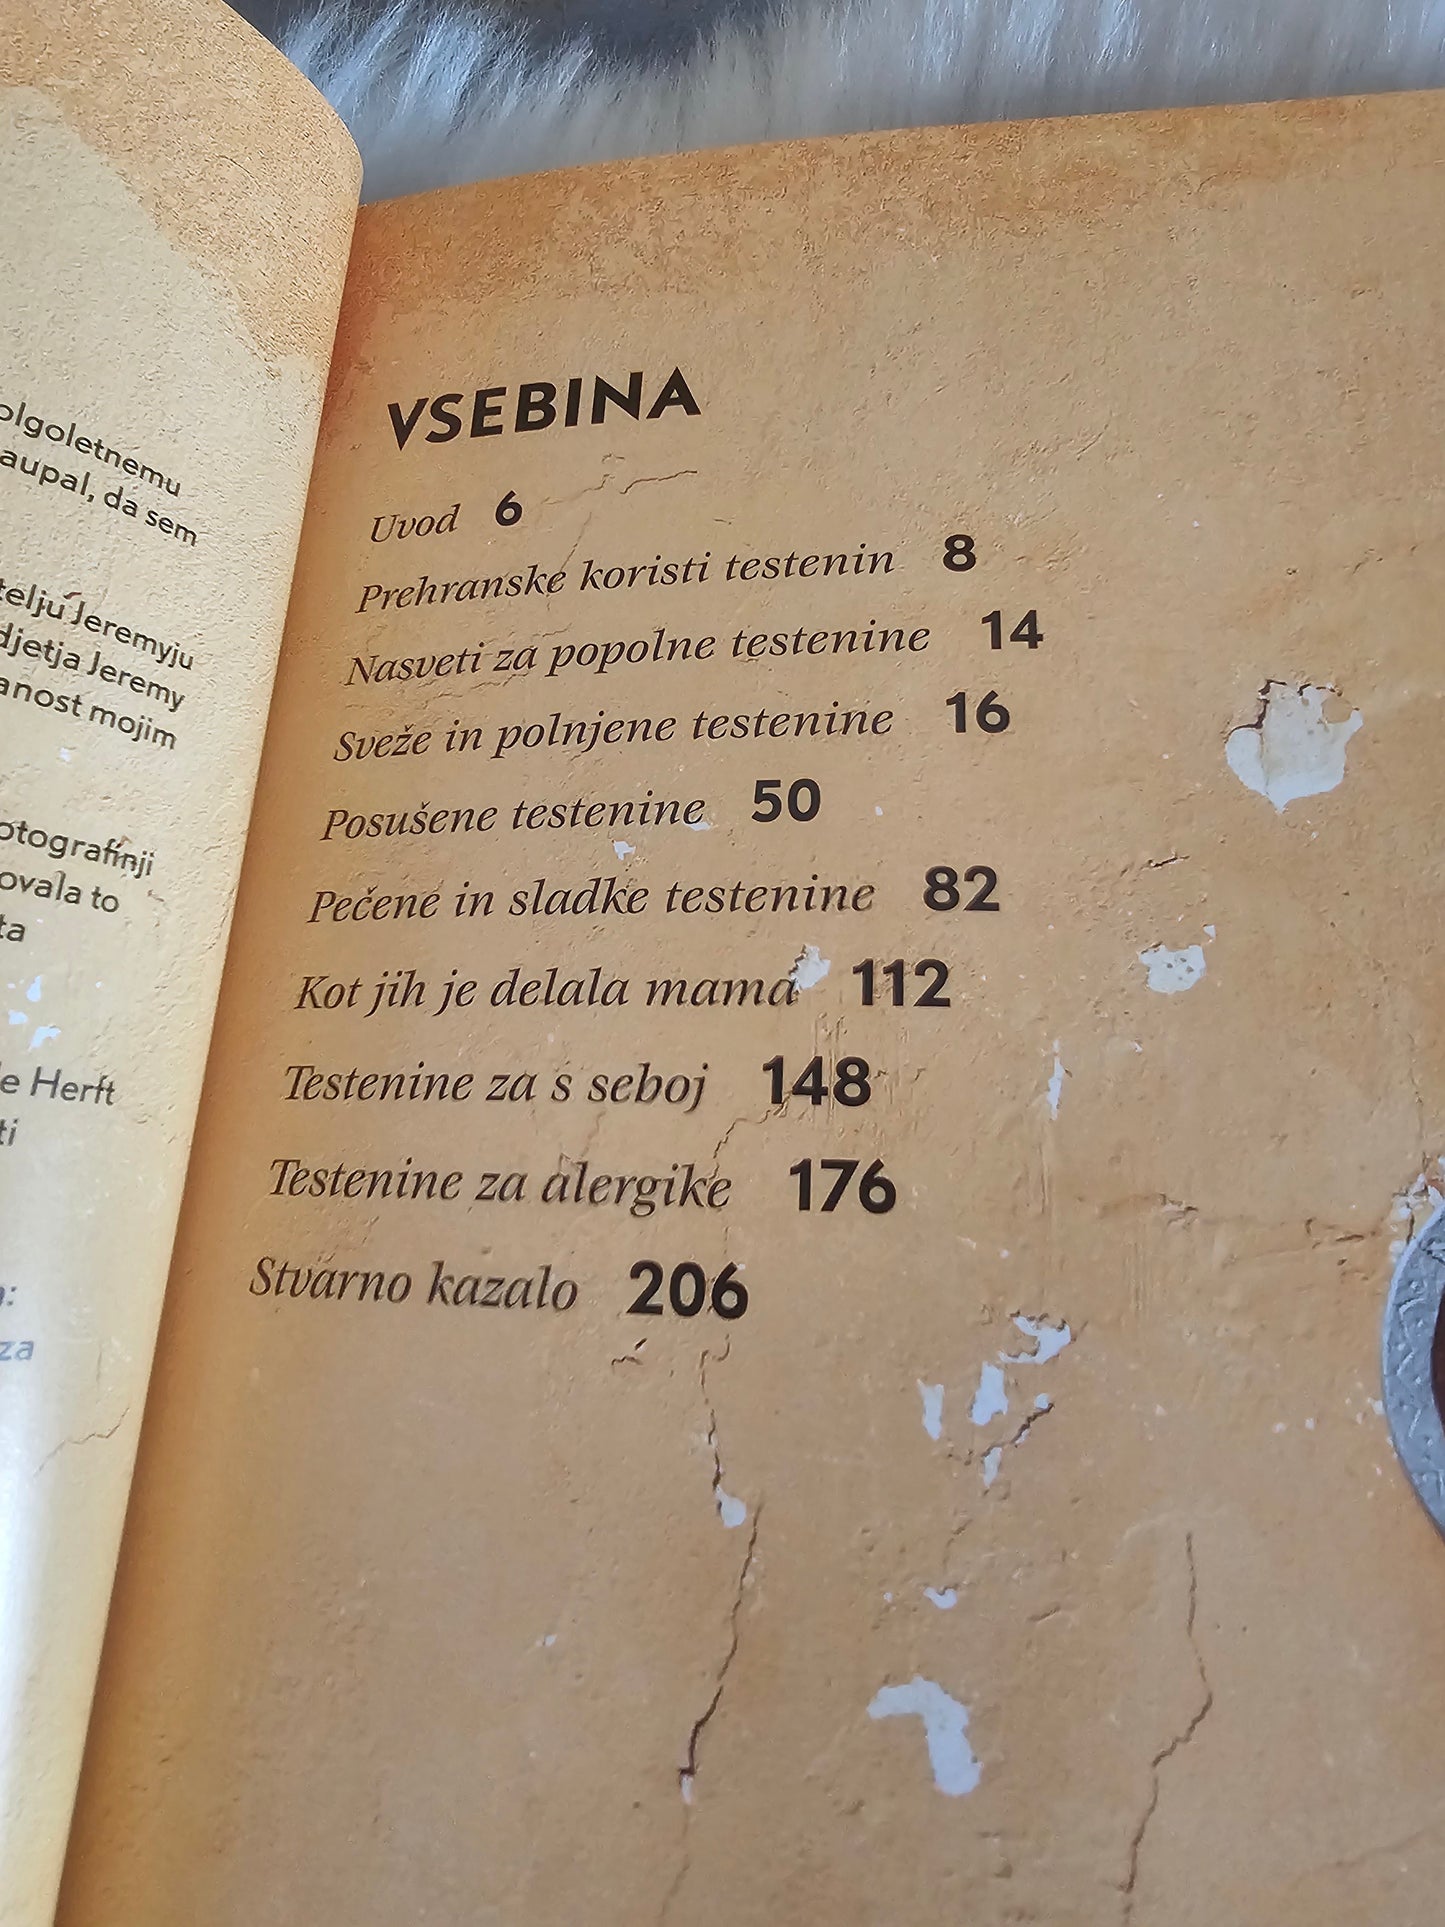 olgoletnemu
aupal, da sem
telju Jeremyju
djetja Jeremy
anost mojim
otografinji
ovala to
ta
e Herft
ti
za
VSEBINA
Uvod 6
Prehranske koristi testenin 8
Nasveti za popolne testenine 14
Sveže in polnjene testenine 16
Posušene testenine 50
Pečene in sladke testenine 82
Kot jih je delala mama 112
Testenine za s seboj 148
Testenine za alergike 176
Stvarno kazalo 206